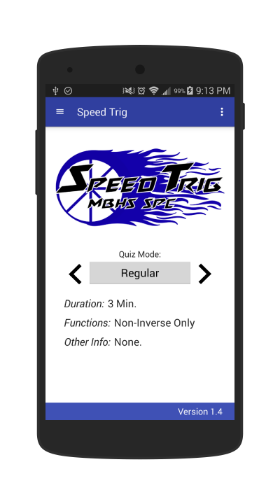 99% 9:13 PM
Speed Trig
SPEED TRIG
MBHS SPC
Quiz Mode:
Regular
Duration: 3 Min.
Functions: Non-Inverse Only
Other Info: None.
Version 1.4